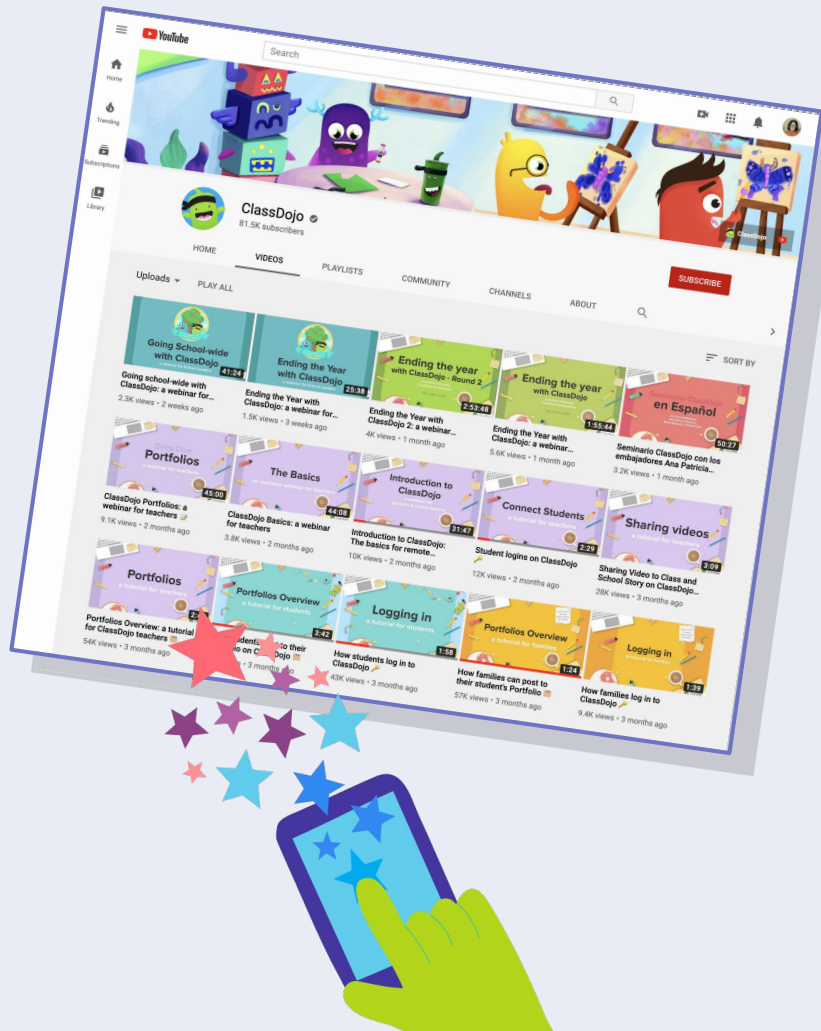 YouTube
Search
Home
Trending
Subscriptions
Library
ClassDojo
ClassDojo
81.5K subscribers
SUBSCRIBE
HOME
VIDEOS
PLAYLISTS
COMMUNITY
CHANNELS
ABOUT
Uploads
PLAY ALL
SORT BY
Going School-wide
with ClassDojo
41:24
Going school-wide with
ClassDojo: a webinar for...
2.3K views • 2 weeks ago
Ending the Year
with ClassDojo
25:38
Ending the Year with
ClassDojo: a webinar for...
1.5K views • 3 weeks ago
Ending the year
with ClassDojo - Round 2
2:53:48
Ending the Year with
ClassDojo 2: a webinar...
4K views • 1 month ago
Ending the year
with ClassDojo
1:55:44
Ending the Year with
ClassDojo: a webinar...
5.6K views • 1 month ago
Seminario ClassDojo
en Español
50:27
Seminario ClassDojo con los
embajadores Ana Patricia...
3.2K views • 1 month ago
Deep Dive
Portfolios
a webinar for teachers
45:00
ClassDojo Portfolios: a
webinar for teachers
9.1K views • 2 months ago
The Basics
44:08
ClassDojo Basics: a webinar
for teachers
3.8K views • 2 months ago
Introduction to
ClassDojo
31:47
Introduction to ClassDojo:
The basics for remote...
10K views • 2 months ago
Connect Students
a tutorial for teachers
2:29
Student logins on ClassDojo
12K views • 2 months ago
Sharing videos
a tutorial for teachers
3:09
Sharing Video to Class and
School Story on ClassDojo...
28K views • 3 months ago
Portfolios
a tutorial for teachers
Portfolios Overview: a tutorial
for ClassDojo teachers
54K views • 3 months ago
Portfolios Overview
a tutorial for students
3:42
their
on ClassDojo
3 months ago
Logging in
a tutorial for students
1:58
How students log in to
ClassDojo
43K views • 3 months ago
Portfolios Overview
a tutorial for families
1:24
How families can post to
their student's Portfolio
57K views • 3 months ago
Logging in
a tutorial for families
1:39
How families log in to
ClassDojo
9.4K views • 3 months ago